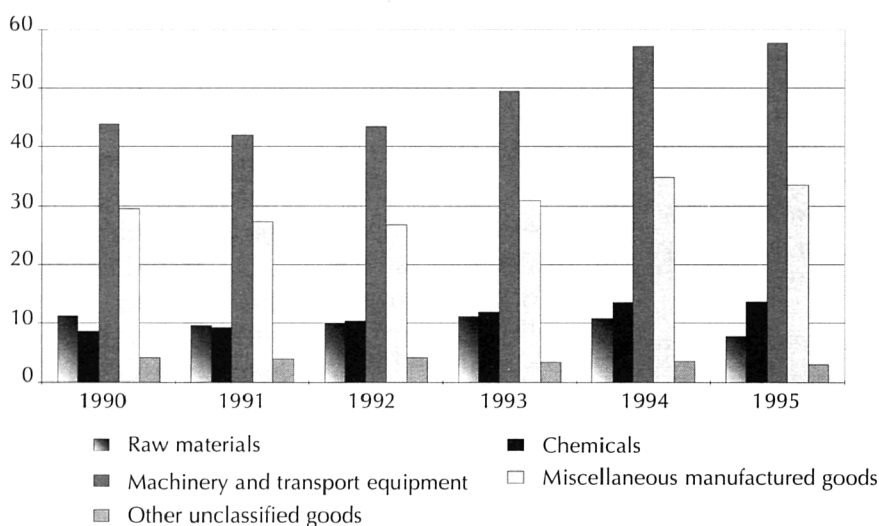 60
50
40
30
20
10
0
1990 1991 1992 1993 1994 1995
Raw materials
Chemicals
Machinery and transport equipment
Miscellaneous manufactured goods
Other unclassified goods